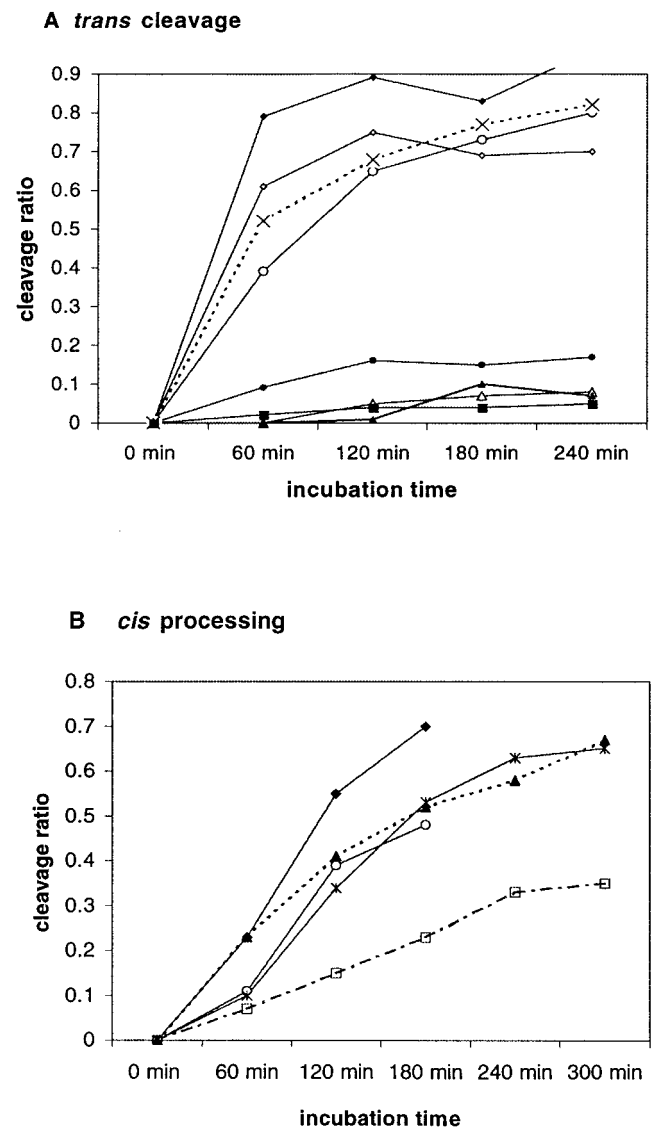 A trans cleavage
0.9
0.8
0.7
0.6
0.5
0.4
0.3
0.2
0.1
0
cleavage ratio
0 min 60 min 120 min 180 min 240 min
incubation time
B cis processing
0.8
0.7
0.6
0.5
0.4
0.3
0.2
0.1
0
cleavage ratio
0 min 60 min 120 min 180 min 240 min 300 min
incubation time